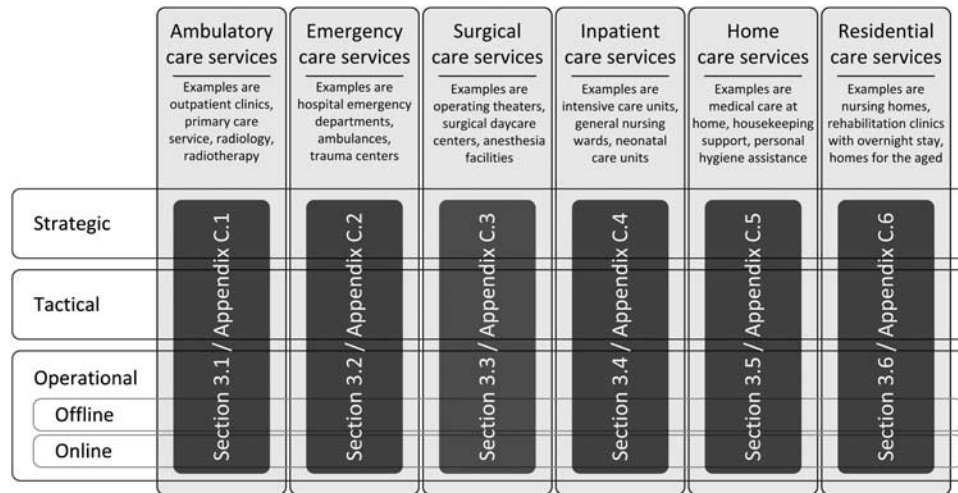 Ambulatory
care services
Examples are
outpatient clinics,
primary care
service, radiology,
radiotherapy
Emergency
care services
Examples are
hospital emergency
departments,
ambulances,
trauma centers
Surgical
care services
Examples are
operating theaters,
surgical daycare
centers, anesthesia
facilities
Inpatient
care services
Examples are
intensive care units,
general nursing
wards, neonatal
care units
Home
care services
Examples are
medical care at
home, housekeeping
support, personal
hygiene assistance
Residential
care services
Examples are
nursing homes,
rehabilitation clinics
with overnight stay,
homes for the aged
Strategic
Tactical
Operational
Offline
Online
Section 3.1 / Appendix C.1
Section 3.2 / Appendix C.2
Section 3.3 / Appendix C.3
Section 3.4 / Appendix C.4
Section 3.5 / Appendix C.5
Section 3.6 / Appendix C.6